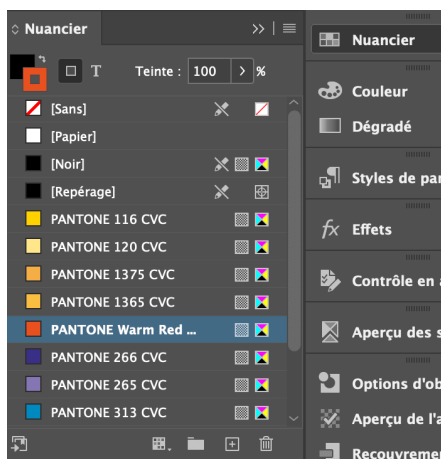 Nuancier
T
Teinte : 100 %
[Sans]
[Papier]
[Noir]
[Repérage]
PANTONE 116 CVC
PANTONE 120 CVC
PANTONE 1375 CVC
PANTONE 1365 CVC
PANTONE Warm Red ...
PANTONE 266 CVC
PANTONE 265 CVC
PANTONE 313 CVC
Nuancier
Couleur
Dégradé
Styles de par
fx Effets
Contrôle en a
Aperçu des s
Options d'ob
Aperçu de l'a
Recouvreme